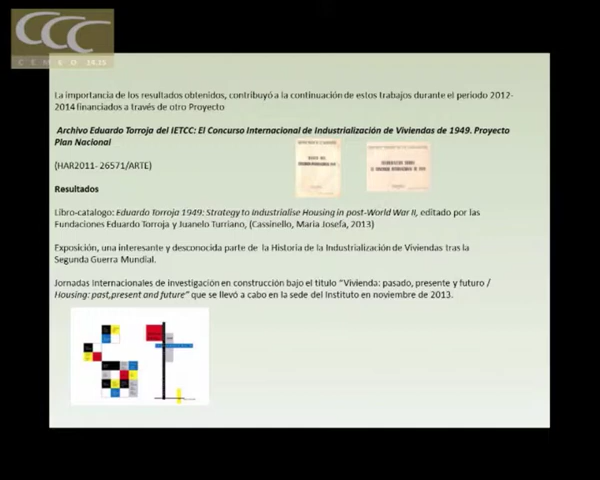 CCC
CEMCO 14.15
La importancia de los resultados obtenidos, contribuyó a la continuación de estos trabajos durante el periodo 2012-
2014 financiados a través de otro Proyecto
Archivo Eduardo Torroja del IETCC: El Concurso Internacional de Industrialización de Viviendas de 1949. Proyecto
Plan Nacional
(HAR2011- 26571/ARTE)
Resultados
Libro-catalogo: Eduardo Torroja 1949: Strategy to Industrialise Housing in post-World War II, editado por las
Fundaciones Eduardo Torroja y Juanelo Turriano, (Cassinello, Maria Josefa, 2013)
Exposición, una interesante y desconocida parte de la Historia de la Industrialización de Viviendas tras la
Segunda Guerra Mundial.
Jornadas Internacionales de investigación en construcción bajo el titulo "Vivienda: pasado, presente y futuro /
Housing: past,present and future" que se llevó a cabo en la sede del Instituto en noviembre de 2013.